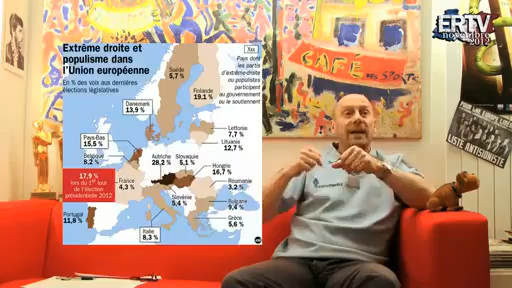 ERTV
novembre
2012
Extrême droite et
populisme dans
l'Union européenne
En % des voix aux dernières
élections législatives
Xxx
Pays dont
les partis
d'extrême-droite
ou populistes
participent
au gouvernement
ou le soutiennent
Suède
5,7 %
Finlande
19,1 %
Danemark
13,9 %
Lettonie
7,7 %
Lituanie
12,7 %
Pays-Bas
15,5 %
Belgique
8,2 %
Autriche
28,2 %
Slovaquie
5,1 %
Hongrie
16,7 %
17,9 %
lors du 1er tour
de l'élection
présidentielle 2012
France
4,3 %
Roumanie
3,2 %
Slovénie
5,4 %
Bulgarie
9,4 %
Portugal
11,8 %
Italie
8,3 %
Grèce
5,6 %
CAFÉ
DES SPORTS
LISTE ANTISIONISTE